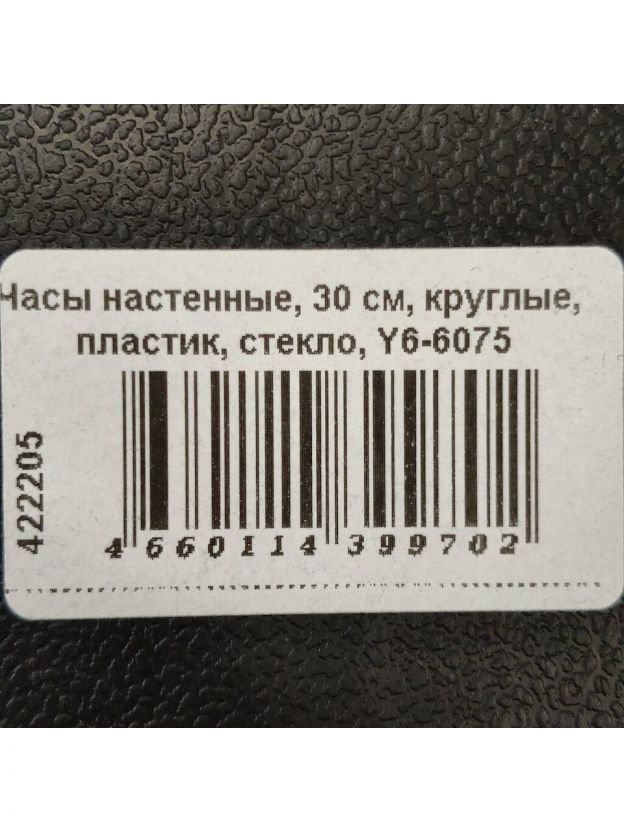 Часы настенные, 30 см, круглые,
пластик, стекло, Y6-6075
422205
4 660114 399702